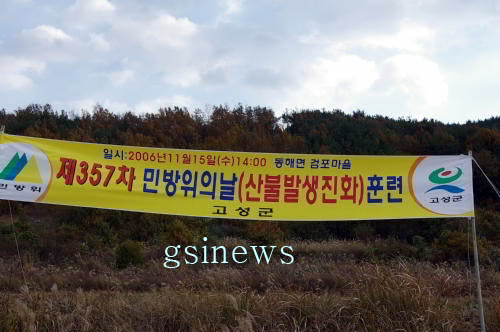 일시:2006년11월15일(수)14:00 동해면 검포마을
제357차 민방위의날(산불발생진화)훈련
고성군
민방위
고성군
gsinews